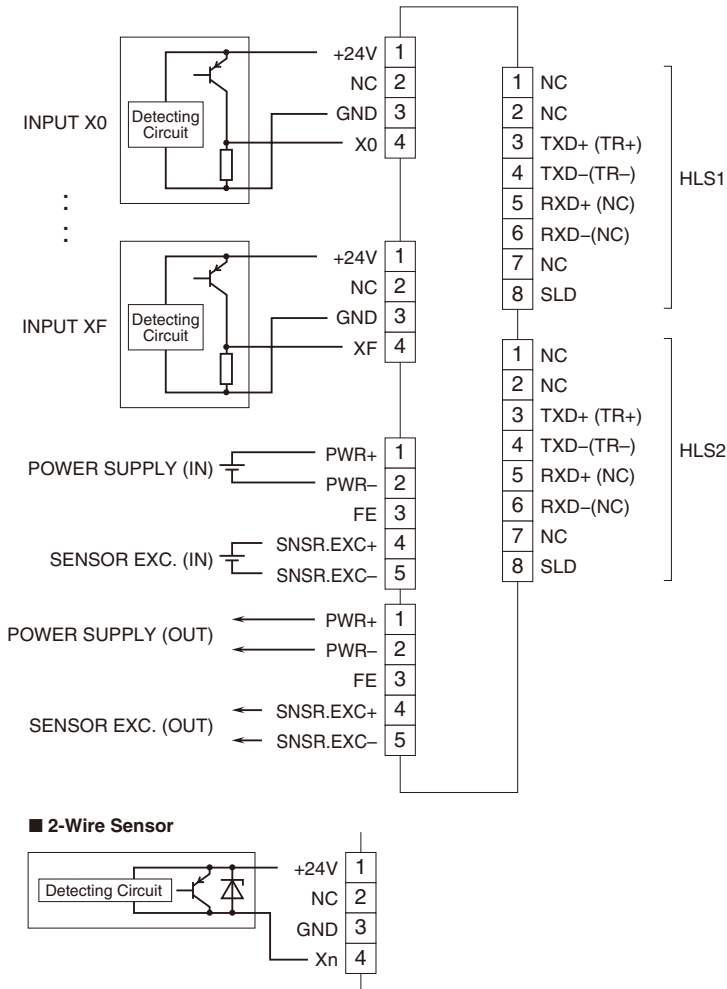 INPUT X0
Detecting
Circuit
+24V 1
NC 2
GND 3
X0 4
:
:
INPUT XF
Detecting
Circuit
+24V 1
NC 2
GND 3
XF 4
POWER SUPPLY (IN)
PWR+ 1
PWR– 2
FE 3
SENSOR EXC. (IN)
SNSR.EXC+ 4
SNSR.EXC– 5
POWER SUPPLY (OUT)
PWR+ 1
PWR– 2
FE 3
SENSOR EXC. (OUT)
SNSR.EXC+ 4
SNSR.EXC– 5
1 NC
2 NC
3 TXD+ (TR+)
4 TXD–(TR–)
5 RXD+ (NC)
6 RXD–(NC)
7 NC
8 SLD
HLS1
1 NC
2 NC
3 TXD+ (TR+)
4 TXD–(TR–)
5 RXD+ (NC)
6 RXD–(NC)
7 NC
8 SLD
HLS2
■ 2-Wire Sensor
Detecting Circuit
+24V 1
NC 2
GND 3
Xn 4